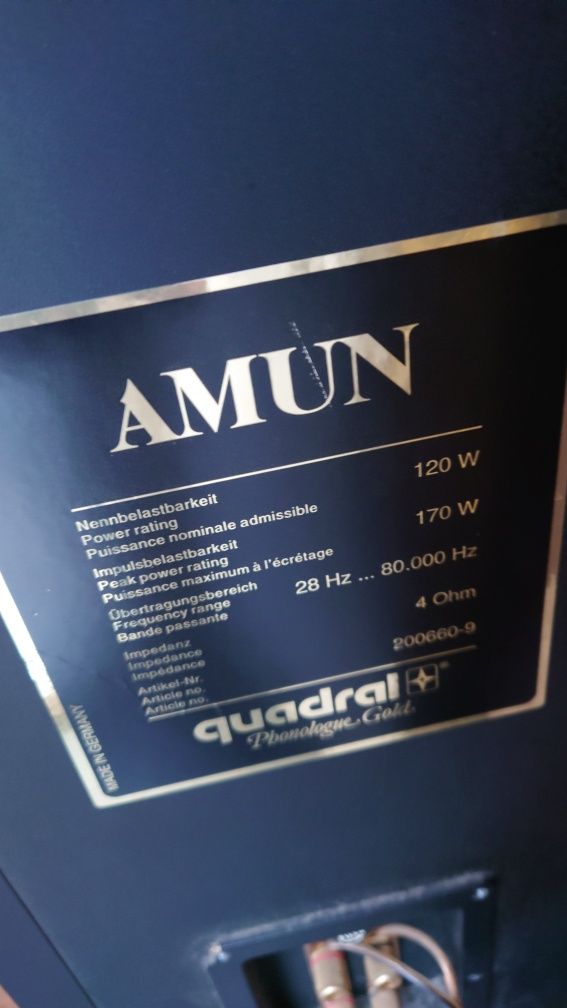 AMUN
Nennbelastbarkeit
Power rating
Puissance nominale admissible
120 W
Impulsbelastbarkeit
Peak power rating
Puissance maximum à l'écrétage
170 W
Übertragungsbereich
Frequency range
Bande passante
28 Hz ... 80.000 Hz
Impedanz
Impedance
Impédance
4 Ohm
Artikel-Nr.
Article no.
Article no.
200660-9
quadral®
Phonologue Gold
MADE IN GERMANY